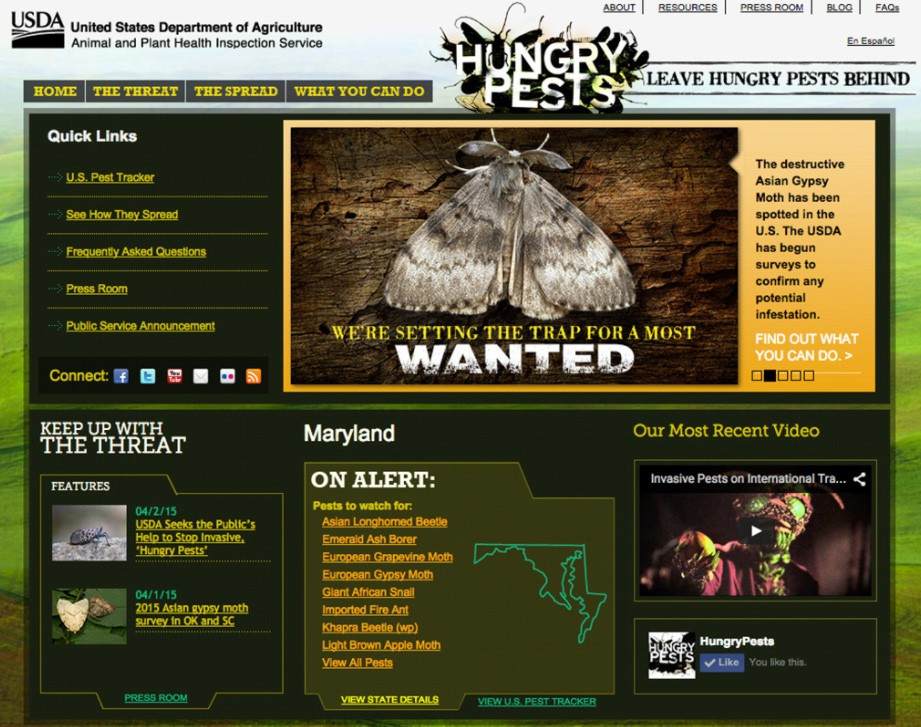 USDA
United States Department of Agriculture
Animal and Plant Health Inspection Service
ABOUT
RESOURCES
PRESS ROOM
BLOG
FAQs
En Español
HUNGRY
PESTS
LEAVE HUNGRY PESTS BEHIND
HOME
THE THREAT
THE SPREAD
WHAT YOU CAN DO
Quick Links
U.S. Pest Tracker
See How They Spread
Frequently Asked Questions
Press Room
Public Service Announcement
Connect:
You
Tube
WE'RE SETTING THE TRAP FOR A MOST
WANTED
The destructive
Asian Gypsy
Moth has been
spotted in the
U.S. The USDA
has begun
surveys to
confirm any
potential
infestation.
FIND OUT WHAT
YOU CAN DO. >
KEEP UP WITH
THE THREAT
FEATURES
04/2/15
USDA Seeks the Public's
Help to Stop Invasive,
'Hungry Pests'
04/1/15
2015 Asian gypsy moth
survey in OK and SC
PRESS ROOM
Maryland
ON ALERT:
Pests to watch for:
Asian Longhorned Beetle
Emerald Ash Borer
European Grapevine Moth
European Gypsy Moth
Giant African Snail
Imported Fire Ant
Khapra Beetle (wp)
Light Brown Apple Moth
View All Pests
VIEW STATE DETAILS
VIEW U.S. PEST TRACKER
Our Most Recent Video
Invasive Pests on International Tra...
HUNGRY
PESTS
HungryPests
Like
You like this.